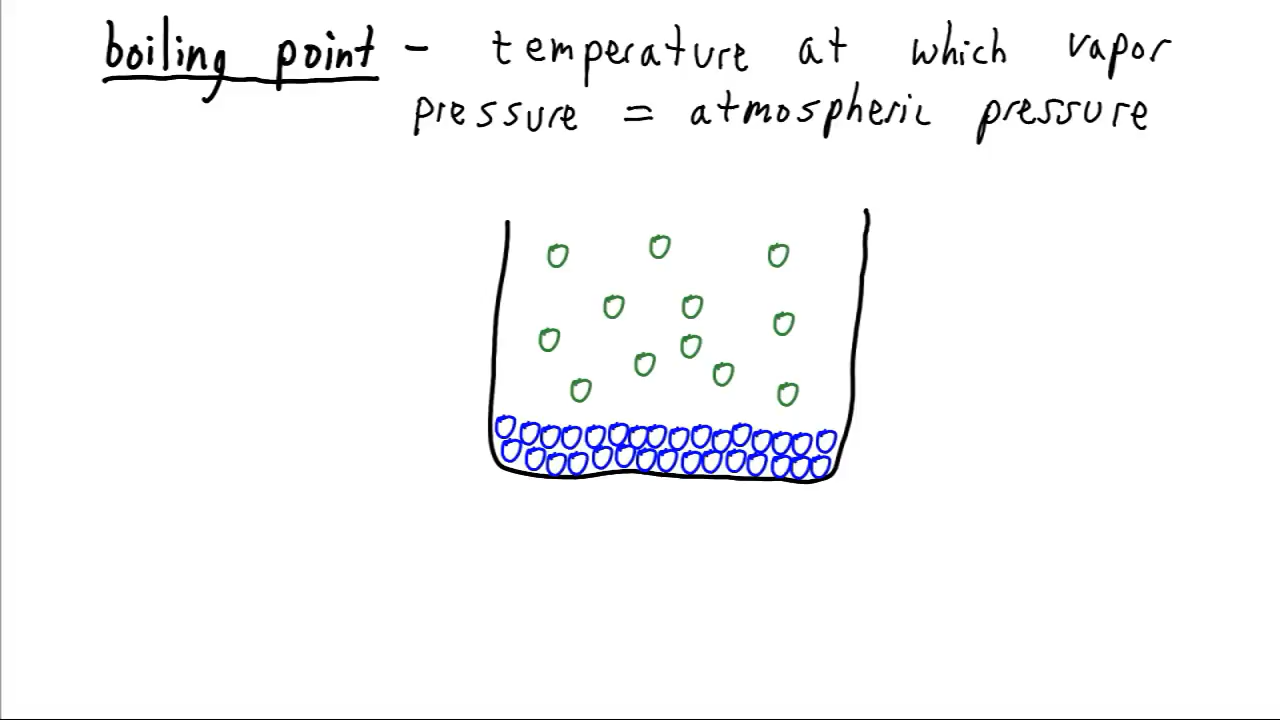 boiling point - temperature at which vapor
pressure = atmospheric pressure